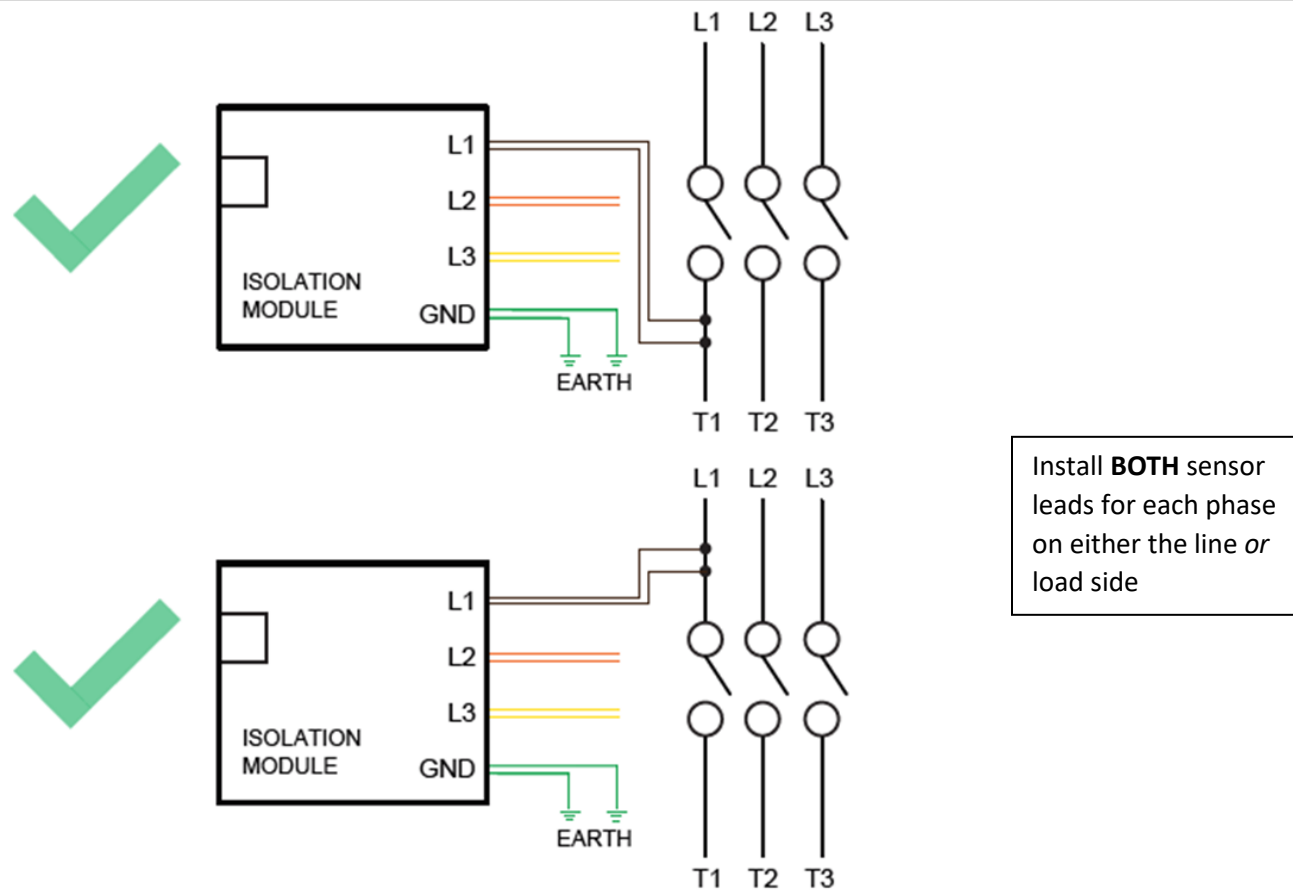 L1 L2 L3
L1
L2
L3
ISOLATION
MODULE
GND
EARTH
T1 T2 T3
Install BOTH sensor
leads for each phase
on either the line or
load side
L1 L2 L3
L1
L2
L3
ISOLATION
MODULE
GND
EARTH
T1 T2 T3